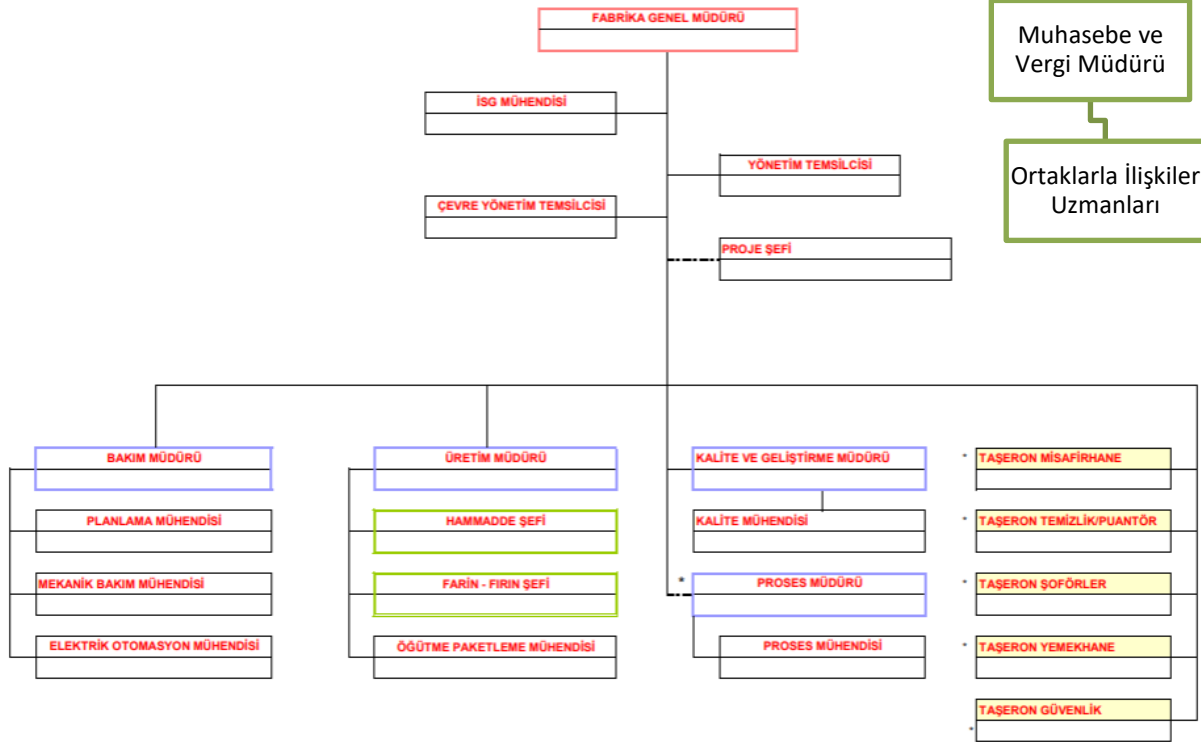 FABRİKA GENEL MÜDÜRÜ
Muhasebe ve
Vergi Müdürü
İSG MÜHENDİSİ
YÖNETİM TEMSİLCİSİ
Ortaklarla İlişkiler
Uzmanları
ÇEVRE YÖNETİM TEMSİLCİSİ
PROJE ŞEFİ
BAKIM MÜDÜRÜ
PLANLAMA MÜHENDİSİ
MEKANİK BAKIM MÜHENDİSİ
ELEKTRİK OTOMASYON MÜHENDİSİ
ÜRETİM MÜDÜRÜ
HAMMADDE ŞEFİ
FARİN - FIRIN ŞEFİ
ÖĞÜTME PAKETLEME MÜHENDİSİ
KALİTE VE GELİŞTİRME MÜDÜRÜ
KALİTE MÜHENDİSİ
* PROSES MÜDÜRÜ
PROSES MÜHENDİSİ
* TAŞERON MİSAFİRHANE
* TAŞERON TEMİZLİK/PUANTÖR
* TAŞERON ŞOFÖRLER
* TAŞERON YEMEKHANE
* TAŞERON GÜVENLİK